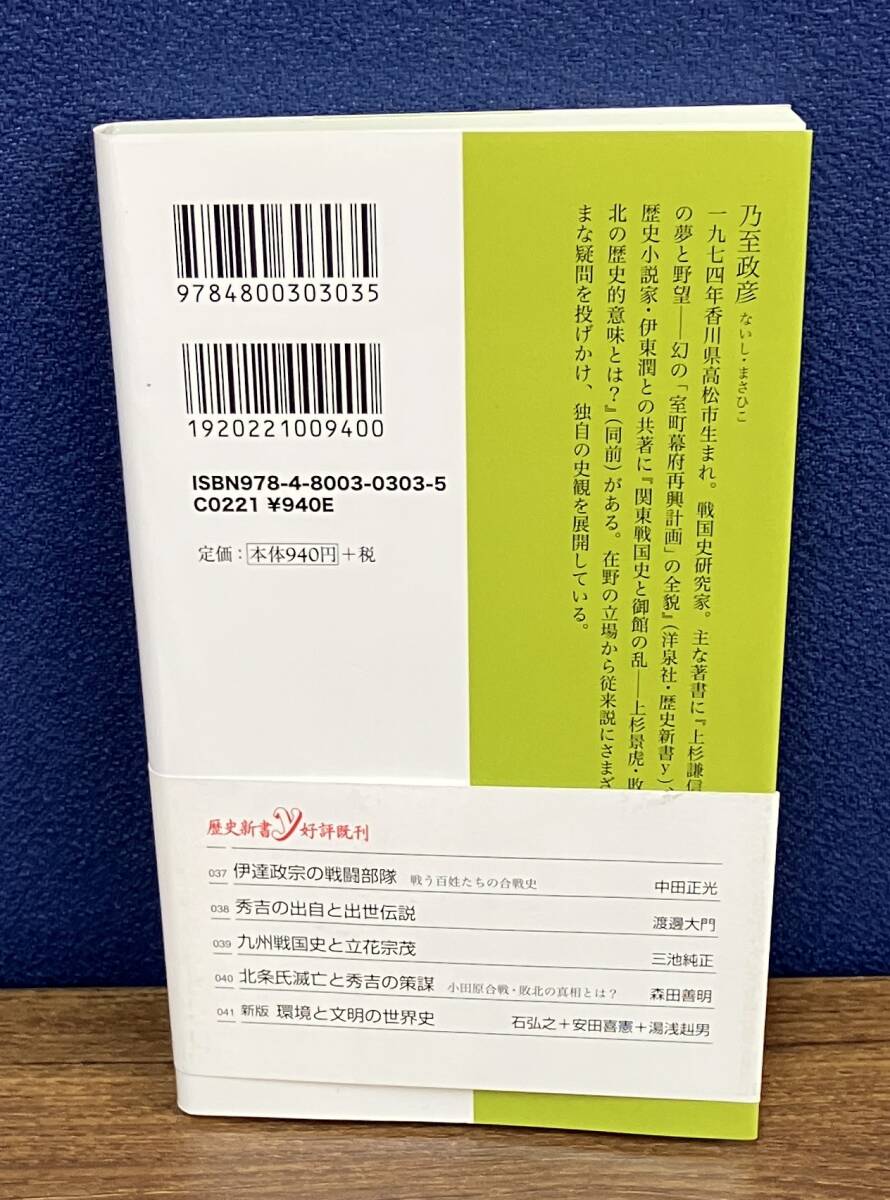 9784800303035
1920221009400
ISBN978-4-8003-0303-5
C0221 ¥940E
定価：本体940円＋税
乃至政彦 ないし・まさひこ
一九七四年香川県高松市生まれ。戦国史研究家。主な著書に『上杉謙信
の夢と野望――幻の「室町幕府再興計画」の全貌』（洋泉社・歴史新書y）、
歴史小説家・伊東潤との共著に『関東戦国史と御館の乱――上杉景虎・敗
北の歴史的意味とは？』（同前）がある。在野の立場から従来説にさまざ
まな疑問を投げかけ、独自の史観を展開している。
歴史新書y好評既刊
037 伊達政宗の戦闘部隊 戦う百姓たちの合戦史 中田正光
038 秀吉の出自と出世伝説 渡邊大門
039 九州戦国史と立花宗茂 三池純正
040 北条氏滅亡と秀吉の策謀 小田原合戦・敗北の真相とは？ 森田善明
041 新版 環境と文明の世界史 石弘之＋安田喜憲＋湯浅赳男